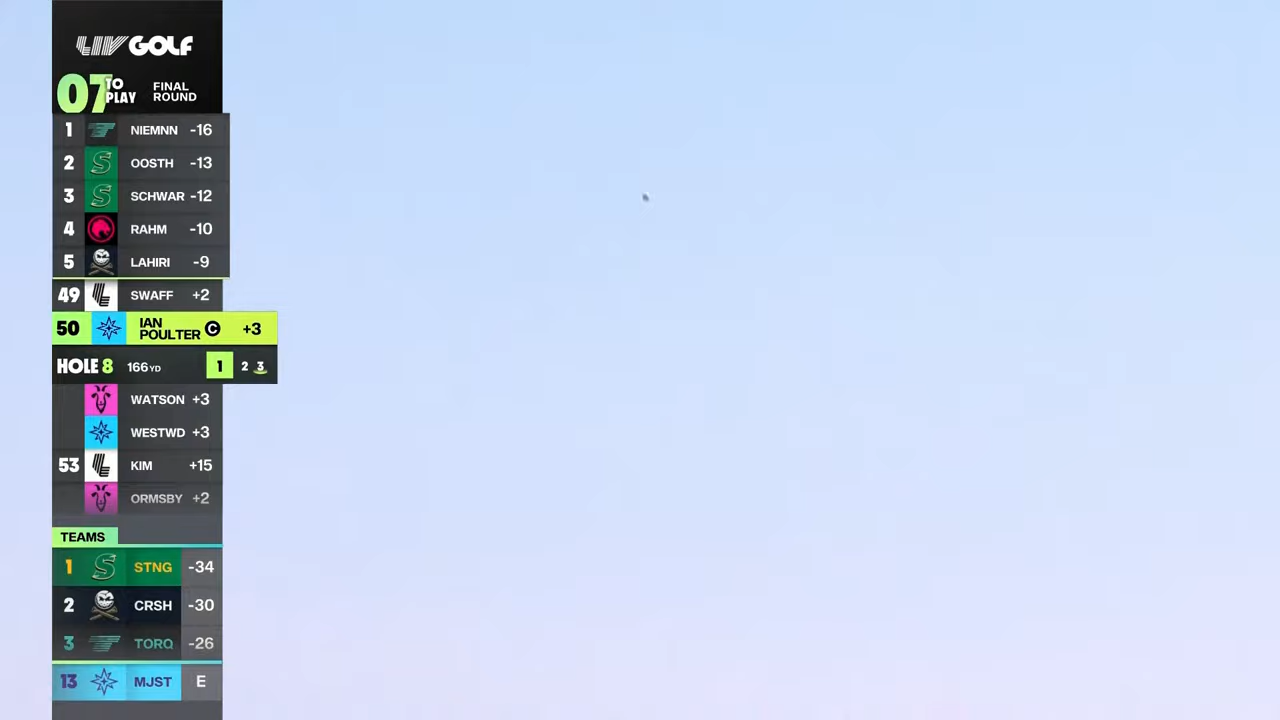 LIV GOLF
07 TO PLAY FINAL ROUND
1 NIEMNN -16
2 OOSTH -13
3 SCHWAR -12
4 RAHM -10
5 LAHIRI -9
49 SWAFF +2
50 IAN POULTER C +3
HOLE 8 166YD 1 2 3
WATSON +3
WESTWD +3
53 KIM +15
ORMSBY +2
TEAMS
1 S STNG -34
2 CRSH -30
3 TORQ -26
13 MJST E